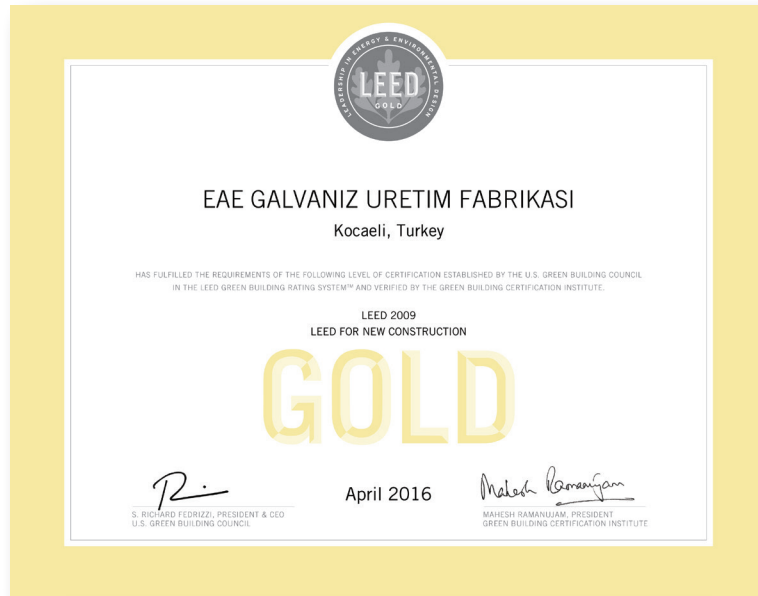 LEADERSHIP IN ENERGY & ENVIRONMENTAL DESIGN
LEED
GOLD
EAE GALVANIZ URETIM FABRIKASI
Kocaeli, Turkey
HAS FULFILLED THE REQUIREMENTS OF THE FOLLOWING LEVEL OF CERTIFICATION ESTABLISHED BY THE U.S. GREEN BUILDING COUNCIL
IN THE LEED GREEN BUILDING RATING SYSTEM™ AND VERIFIED BY THE GREEN BUILDING CERTIFICATION INSTITUTE.
LEED 2009
LEED FOR NEW CONSTRUCTION
GOLD
Mahesh Ramanujam
April 2016
S. RICHARD FEDRIZZI, PRESIDENT & CEO
U.S. GREEN BUILDING COUNCIL
MAHESH RAMANUJAM, PRESIDENT
GREEN BUILDING CERTIFICATION INSTITUTE